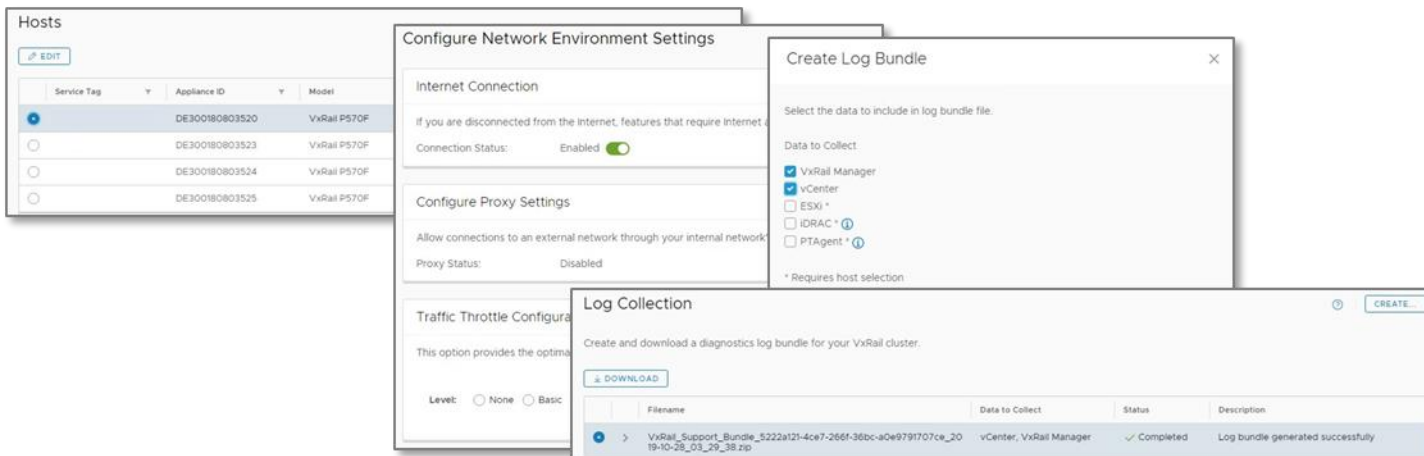 Hosts
EDIT
Service Tag Appliance ID Model
DE300180803520 VxRail P570F
DE300180803523 VxRail P570F
DE300180803524 VxRail P570F
DE300180803525 VxRail P570F
Configure Network Environment Settings
Internet Connection
If you are disconnected from the Internet, features that require Internet a
Connection Status: Enabled
Configure Proxy Settings
Allow connections to an external network through your internal network'
Proxy Status: Disabled
Traffic Throttle Configura
This option provides the optima
Level: None Basic
Create Log Bundle
Select the data to include in log bundle file.
Data to Collect
VxRail Manager
vCenter
ESXi *
iDRAC *
PTAgent *
* Requires host selection
Log Collection
CREATE...
Create and download a diagnostics log bundle for your VxRail cluster.
DOWNLOAD
Filename Data to Collect Status Description
VxRail_Support_Bundle_5222a121-4ce7-266f-36bc-a0e9791707ce_20 vCenter, VxRail Manager Completed Log bundle generated successfully
19-10-28_03_29_38.zip